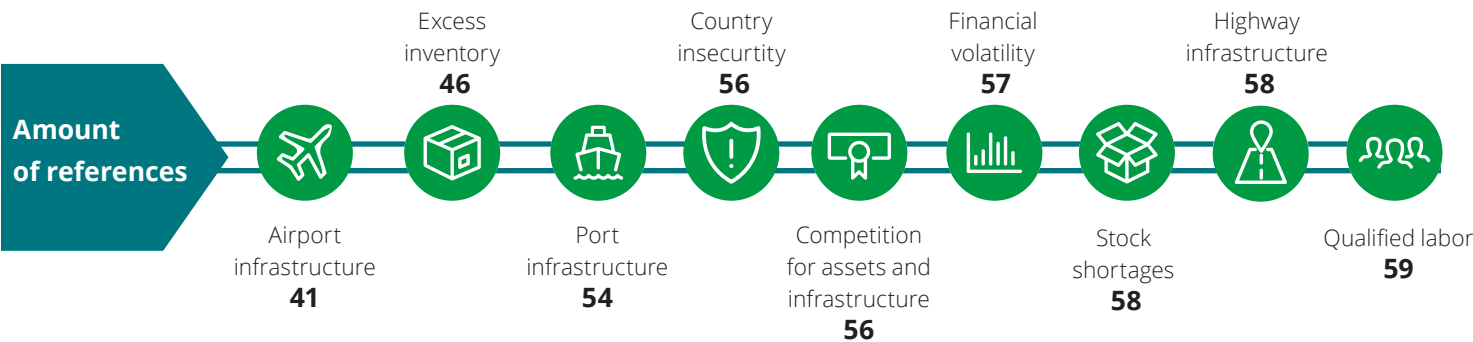 Amount
of references
Airport
infrastructure
41
Excess
inventory
46
Port
infrastructure
54
Country
insecurtity
56
Competition
for assets and
infrastructure
56
Financial
volatility
57
Stock
shortages
58
Highway
infrastructure
58
Qualified labor
59